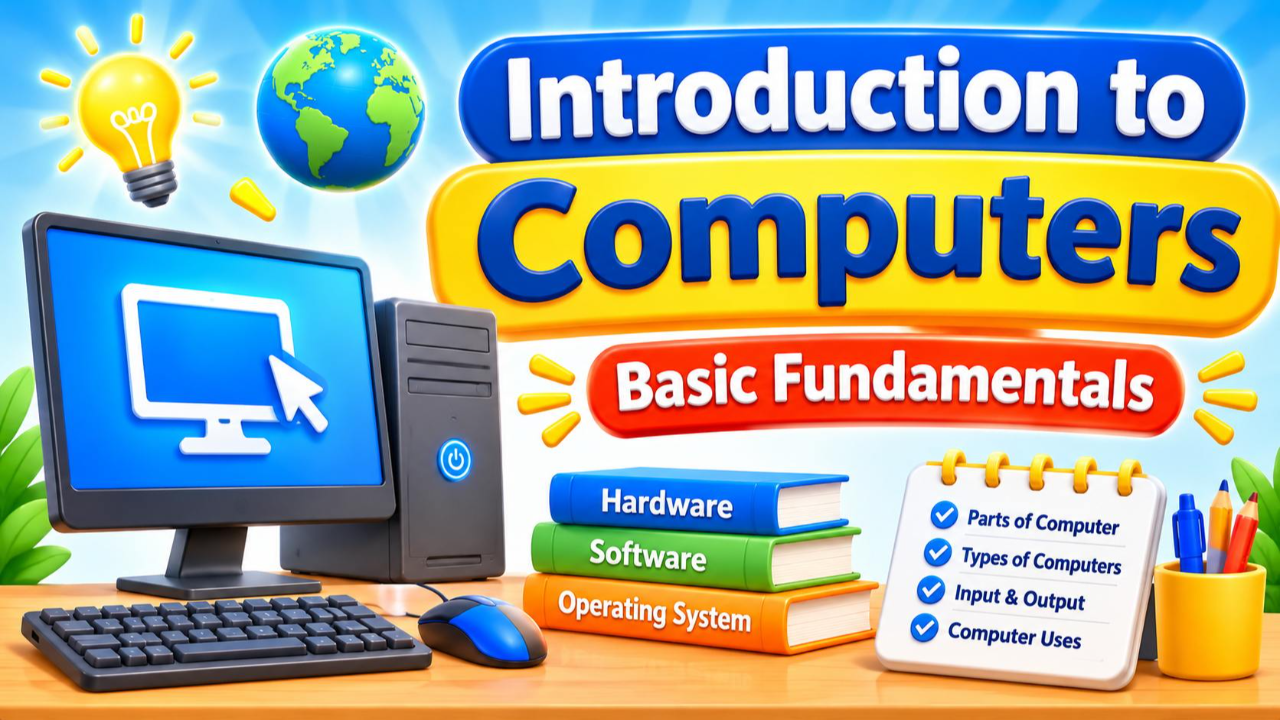 Introduction to
Computers
Basic Fundamentals
Hardware
Software
Operating System
Parts of Computer
Types of Computers
Input & Output
Computer Uses